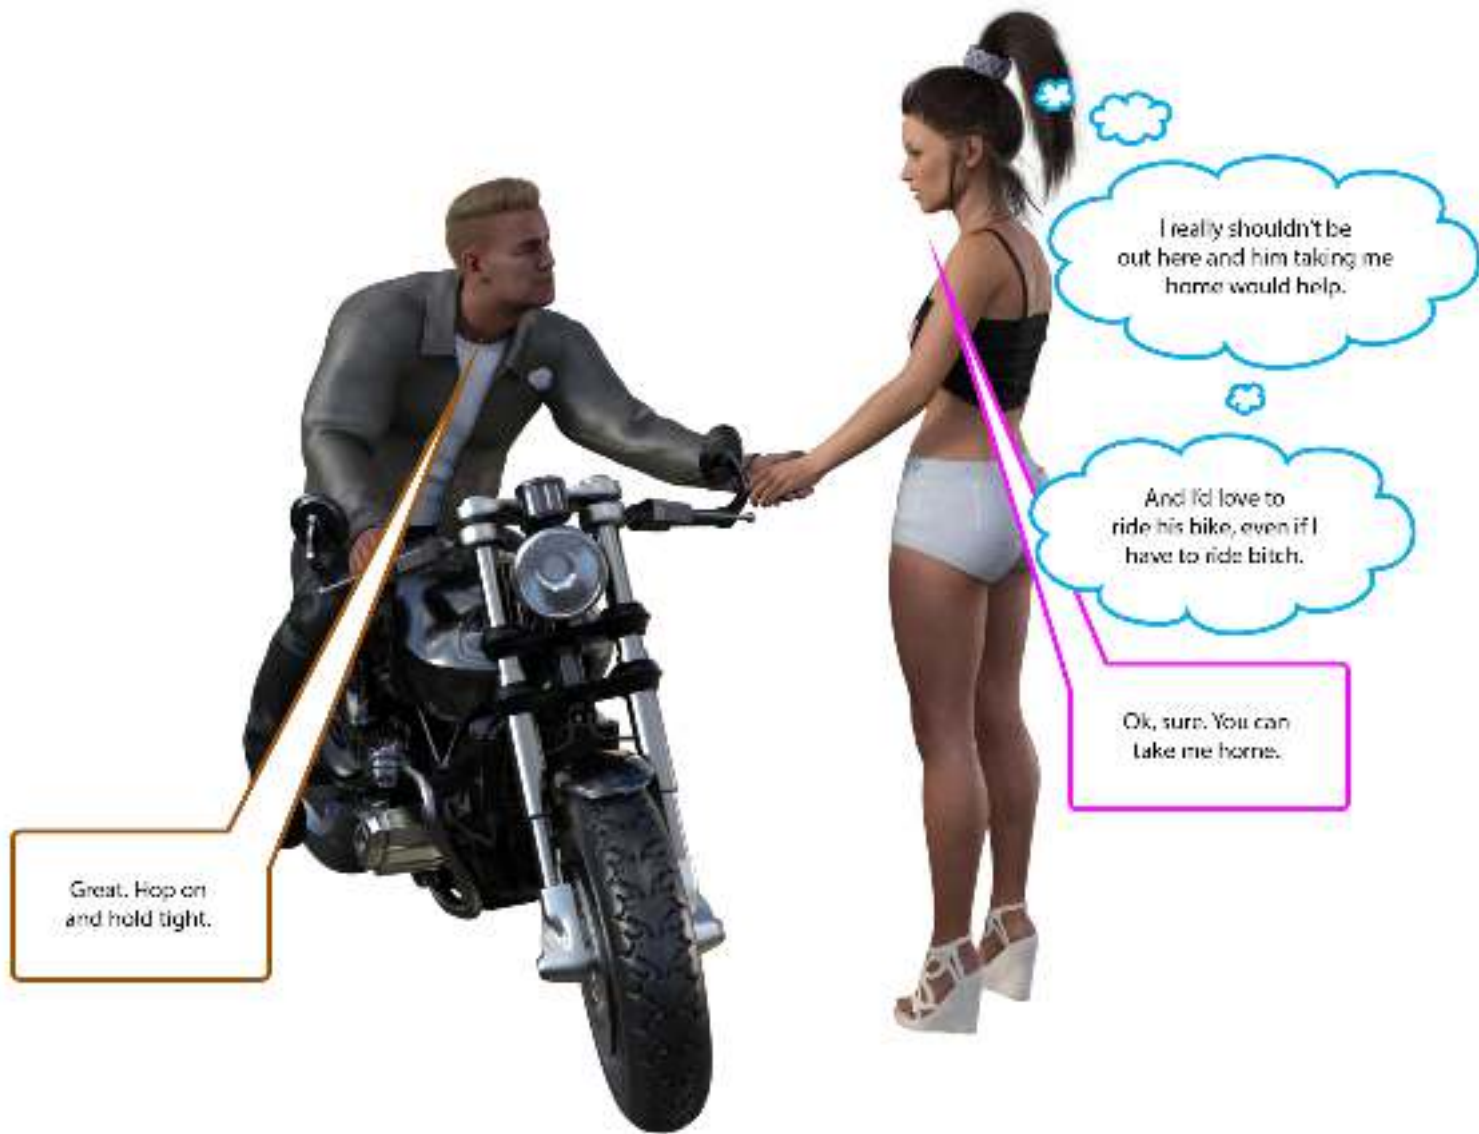 I really shouldn't be
out here and him taking me
home would help.
And I'd love to
ride his bike, even if I
have to ride bitch.
Ok, sure. You can
take me home.
Great. Hop on
and hold tight.